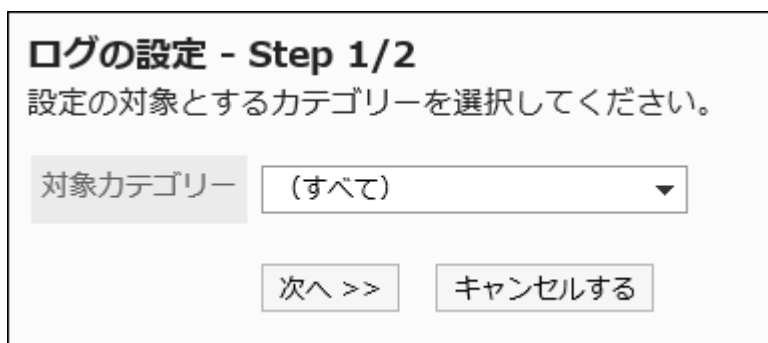 ログの設定 - Step 1/2
設定の対象とするカテゴリーを選択してください。
対象カテゴリー (すべて)
次へ >> キャンセルする